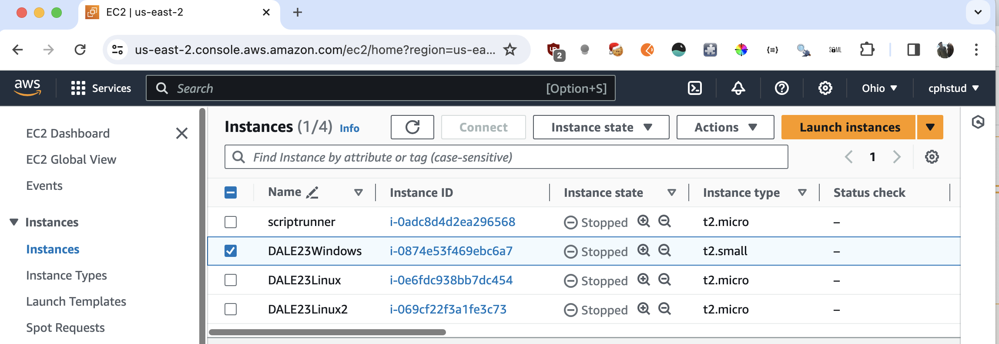 EC2 | us-east-2
us-east-2.console.aws.amazon.com/ec2/home?region=us-ea...
2
SAML
aws
Services
Search
[Option+S]
Ohio
cphstud
EC2 Dashboard
EC2 Global View
Events
Instances
Instances
Instance Types
Launch Templates
Spot Requests
Instances (1/4) Info
Connect
Instance state
Actions
Launch instances
Find Instance by attribute or tag (case-sensitive)
1
Name Instance ID Instance state Instance type Status check
scriptrunner i-0adc8d4d2ea296568 Stopped t2.micro –
DALE23Windows i-0874e53f469ebc6a7 Stopped t2.small –
DALE23Linux i-0e6fdc938bb7dc454 Stopped t2.micro –
DALE23Linux2 i-069cf22f3a1fe3c73 Stopped t2.micro –